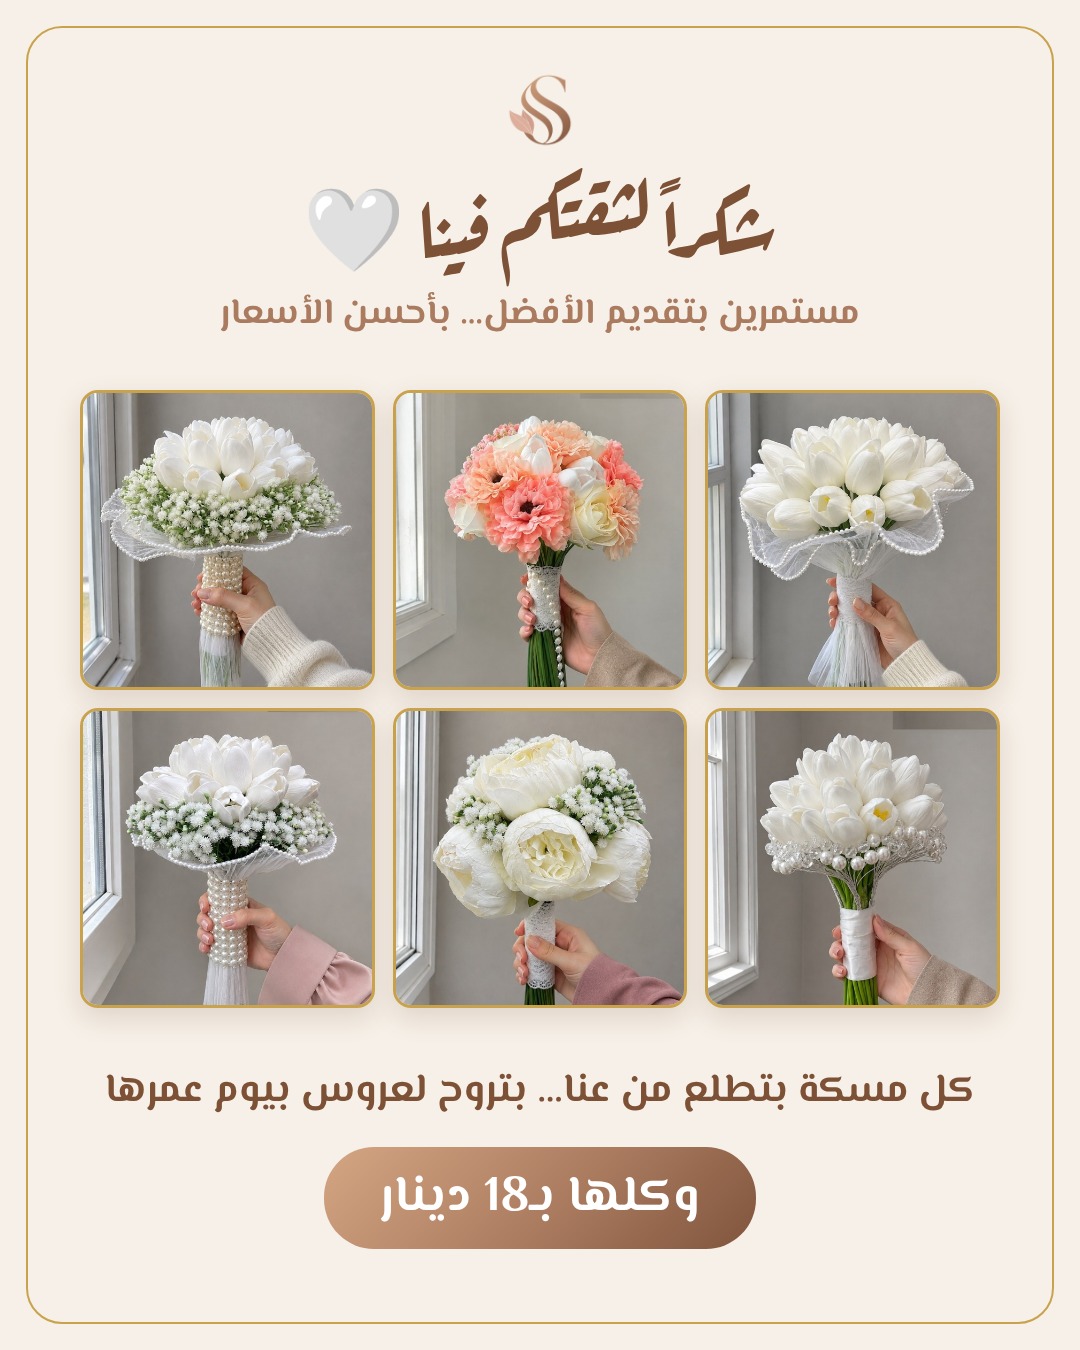 شكراً لثقتكم فينا 🤍
مستمرين بتقديم الأفضل... بأحسن الأسعار
كل مسكة بتطلع من عنا... بتروح لعروس بيوم عمرها
وكلها بـ18 دينار